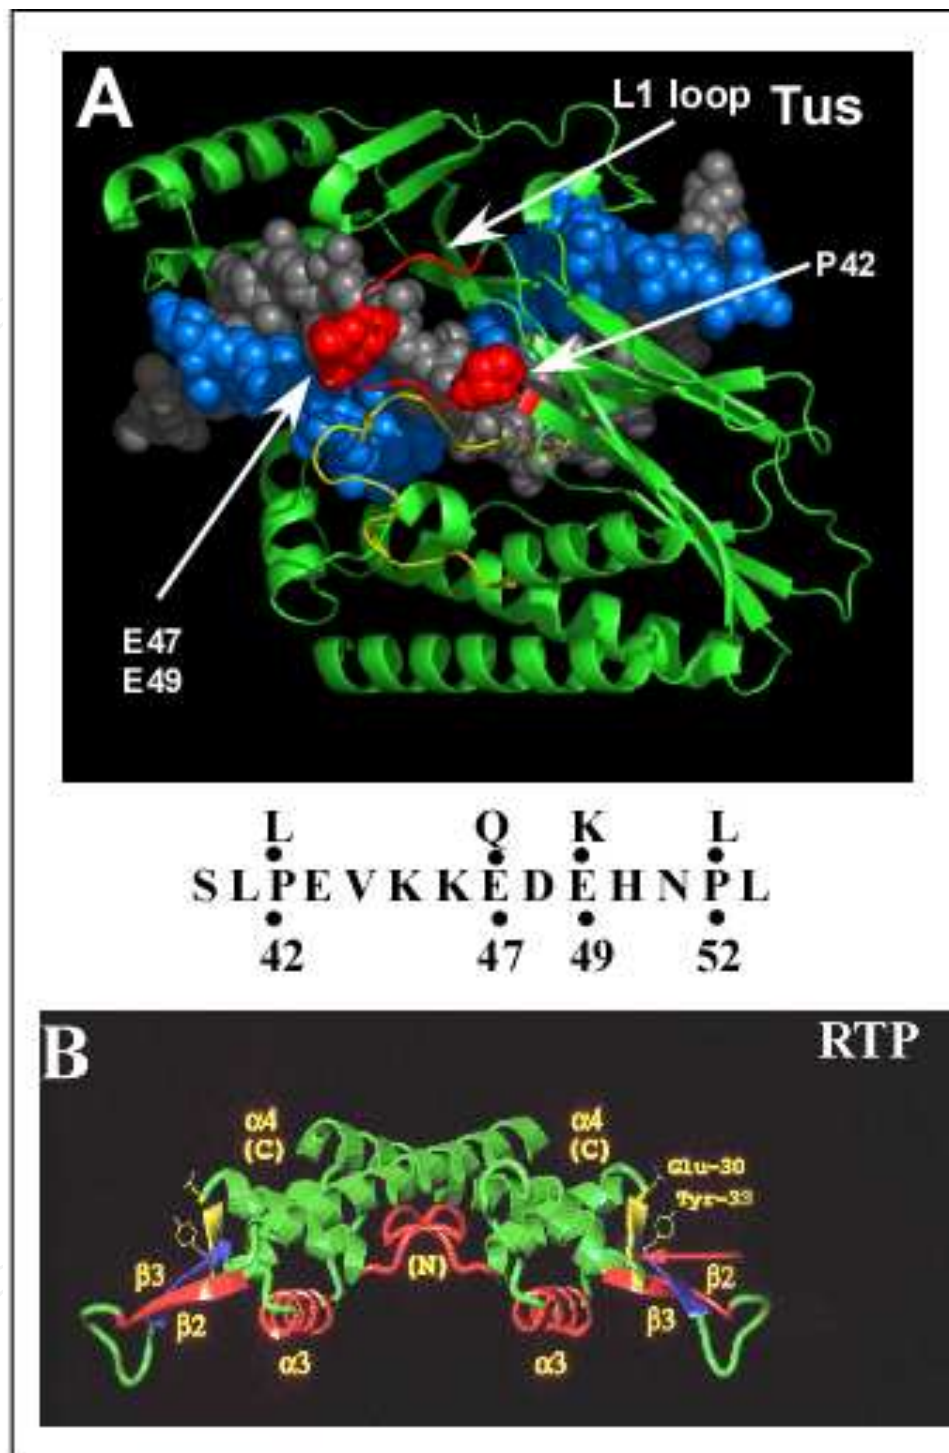 A
L1 loop Tus
P42
E47
E49
L Q K L
S L P E V K K E D E H N P L
42 47 49 52
B RTP
α4 α4
(C) (C)
Glu-30
Tyr-33
(N)
β3 β2
β2 β3
α3 α3